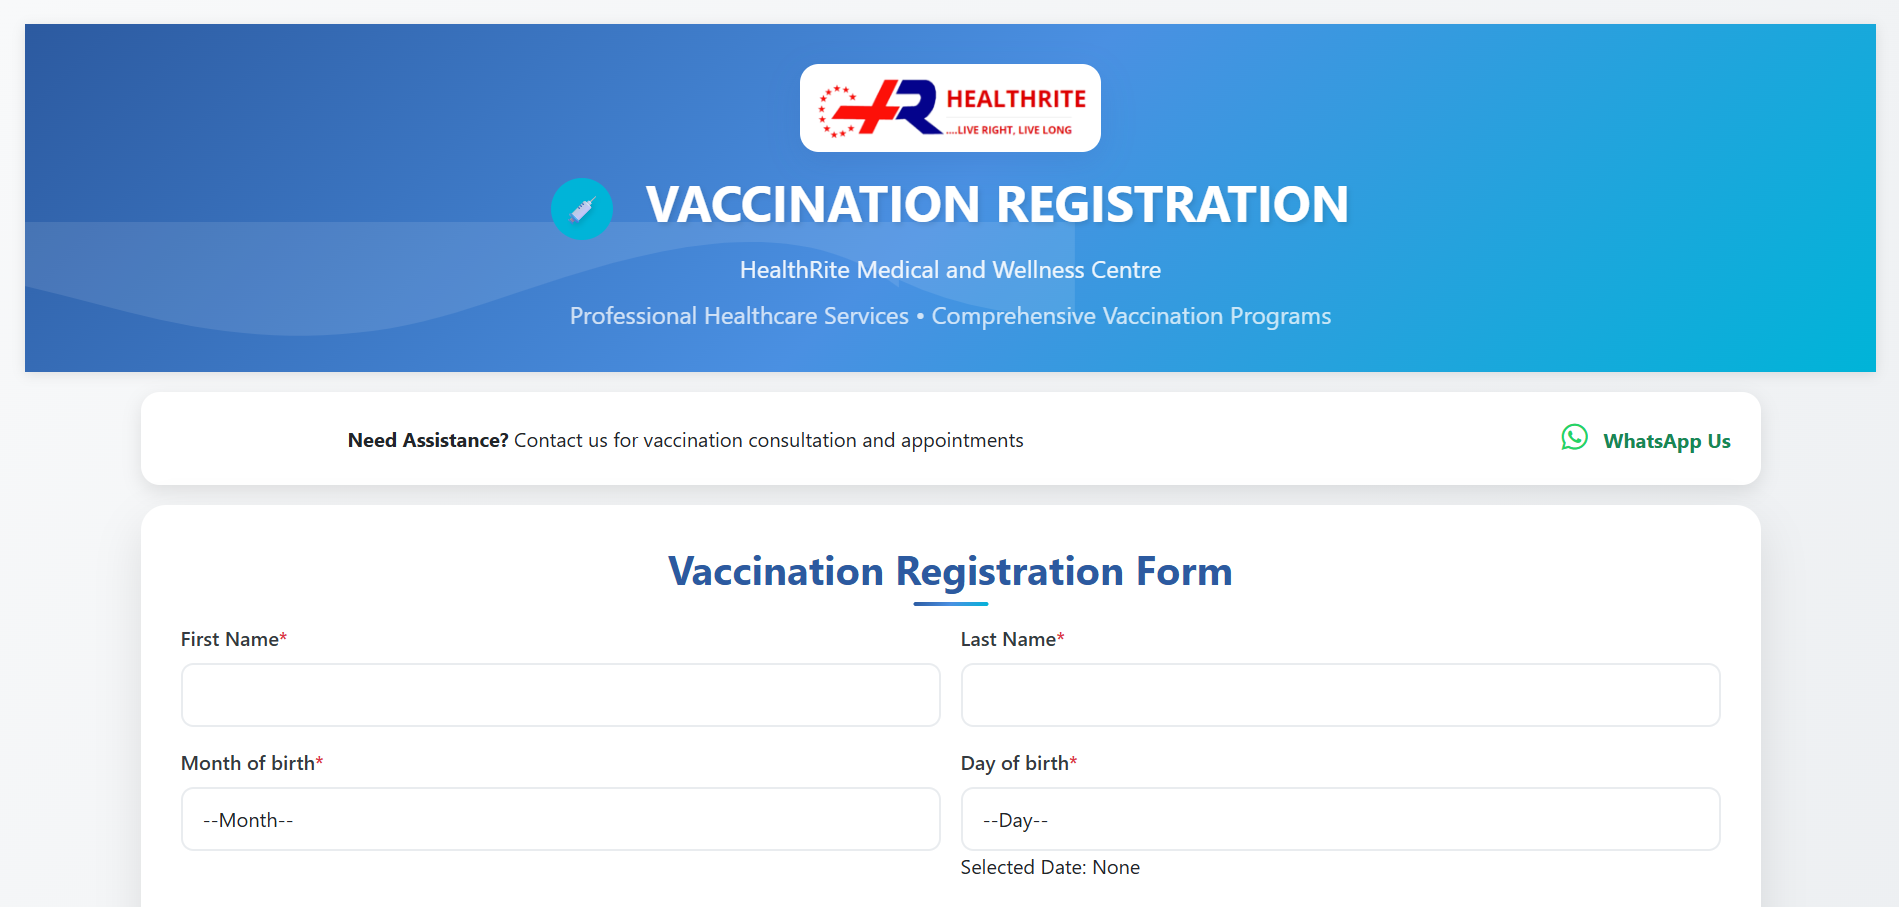 HEALTHRITE
....LIVE RIGHT, LIVE LONG
VACCINATION REGISTRATION
HealthRite Medical and Wellness Centre
Professional Healthcare Services • Comprehensive Vaccination Programs
Need Assistance? Contact us for vaccination consultation and appointments
WhatsApp Us
Vaccination Registration Form
First Name*
Last Name*
Month of birth*
Day of birth*
--Month--
--Day--
Selected Date: None